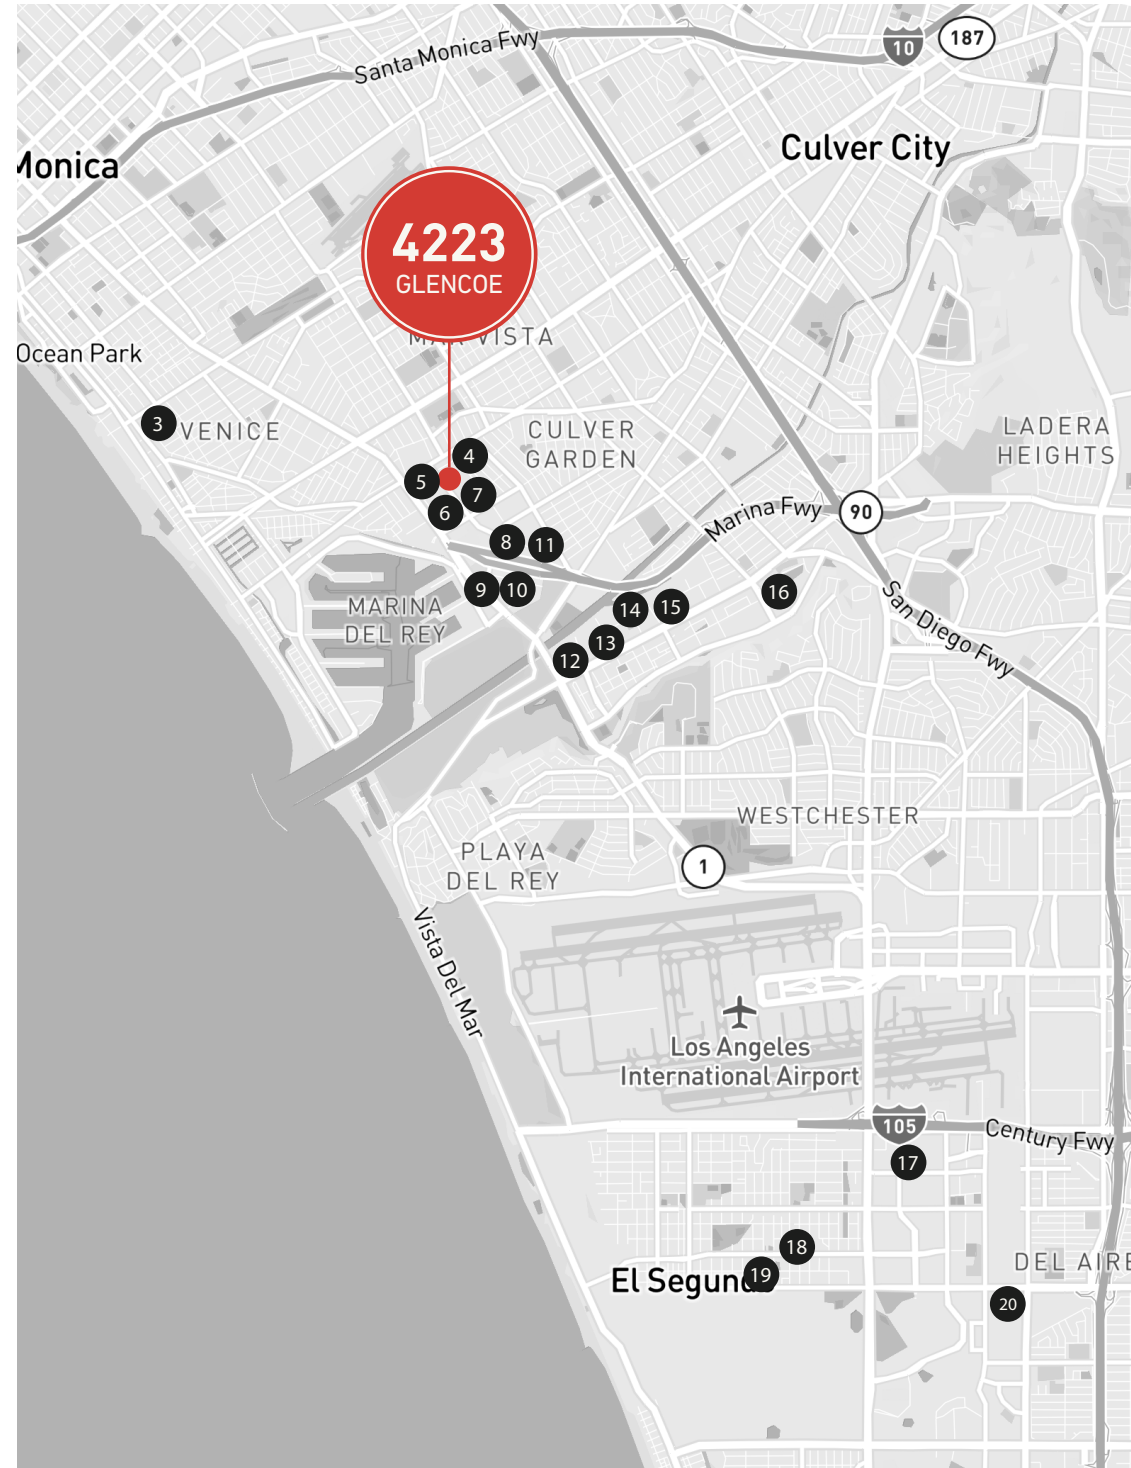 Santa Monica Fwy
10
187
Monica
Culver City
4223
GLENCOE
VISTA
Ocean Park
3
VENICE
CULVER
GARDEN
LADERA
HEIGHTS
4
5
7
6
Marina Fwy
90
8
11
9
10
16
MARINA
DEL REY
14
15
San Diego Fwy
13
12
WESTCHESTER
PLAYA
DEL REY
1
Vista Del Mar
Los Angeles
International Airport
105
Century Fwy
17
18
DEL AIRE
El Segun
19
20